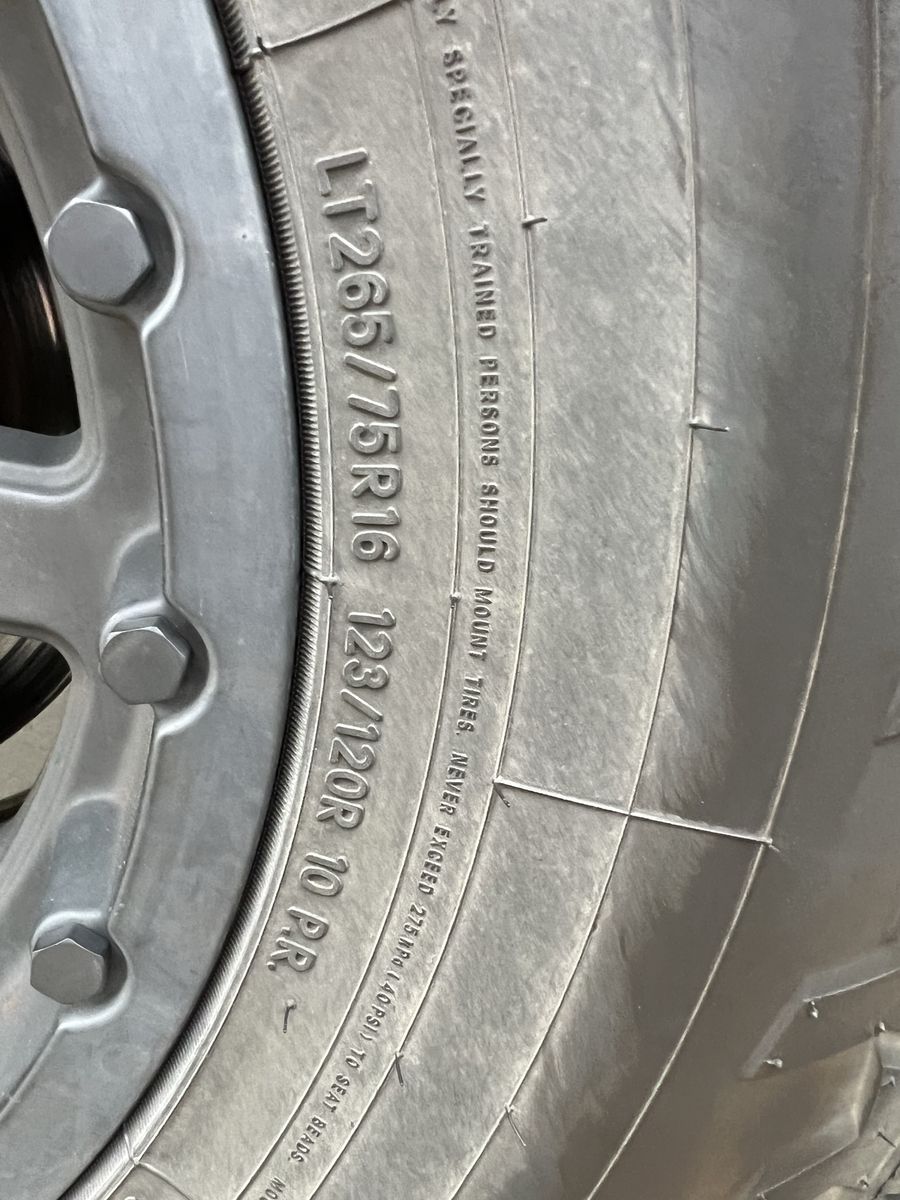 LT265/75R16 123/120R 10 P.R.
SPECIALLY TRAINED PERSONS SHOULD MOUNT TIRES. NEVER EXCEED 275 kPa (40 PSI) TO SEAT BEADS.